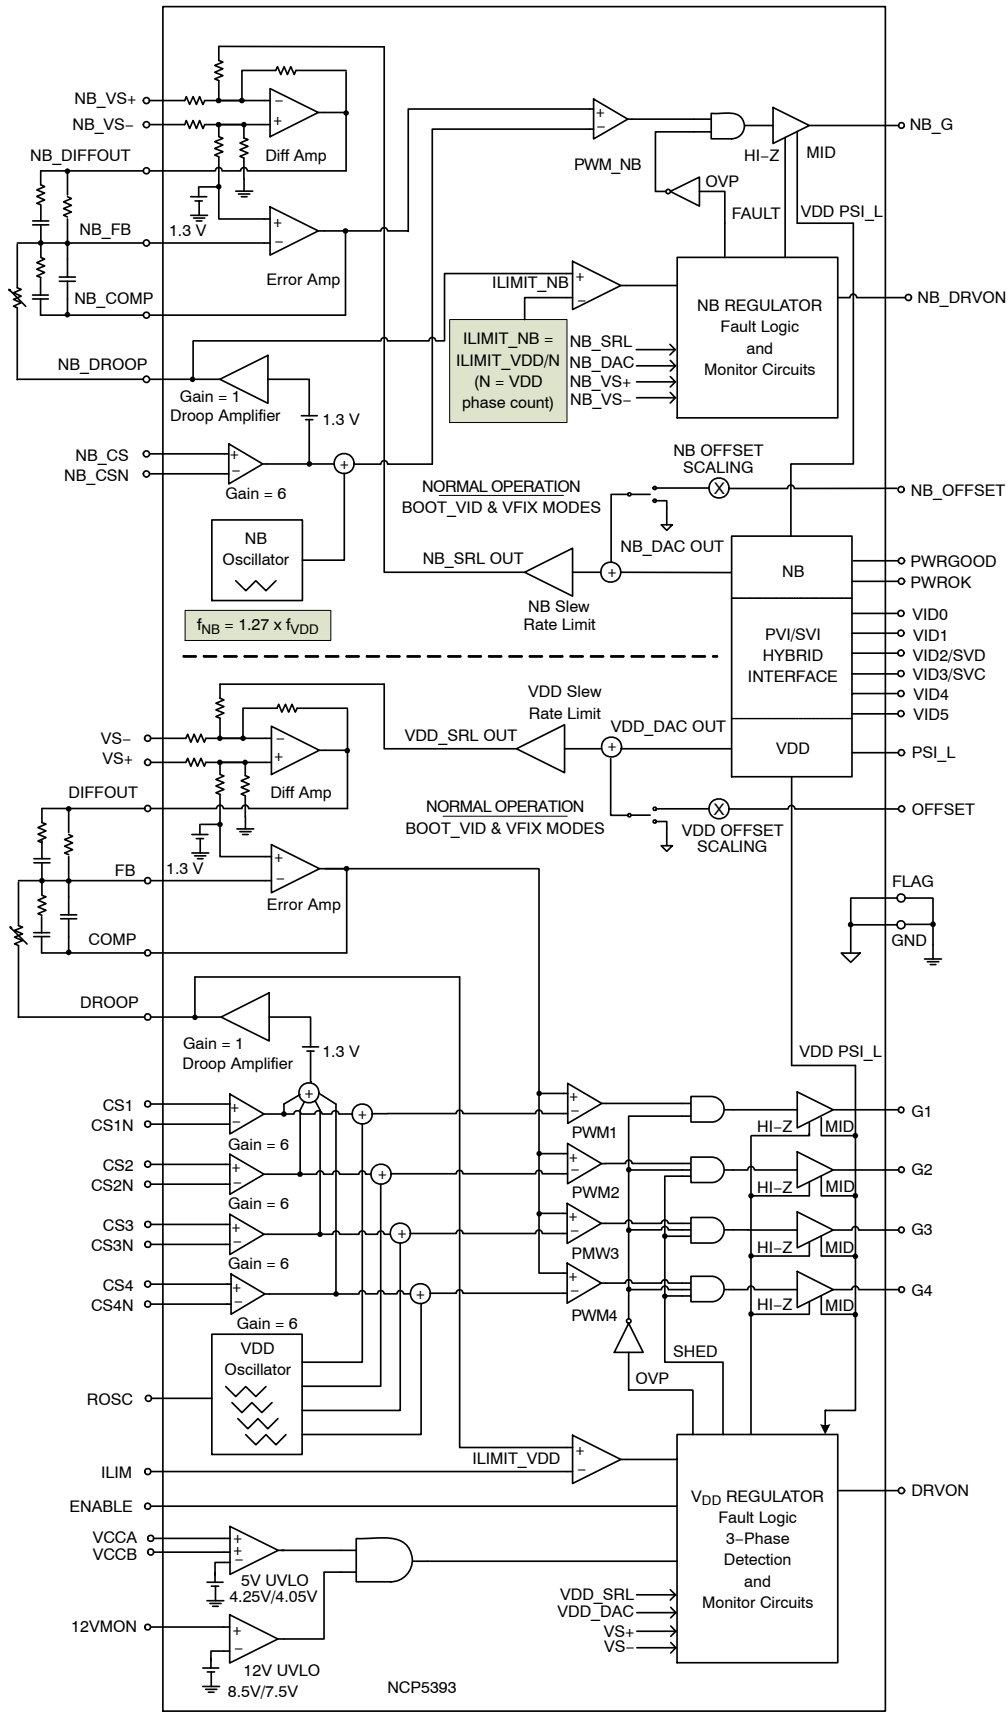 NB_VS+
NB_VS−
Diff Amp
NB_DIFFOUT
1.3 V
NB_FB
Error Amp
NB_COMP
NB_DROOP
Gain = 1
Droop Amplifier
1.3 V
NB_CS
NB_CSN
Gain = 6
NB
Oscillator
fNB = 1.27 x fVDD
PWM_NB
OVP
HI−Z
MID
NB_G
FAULT
VDD PSI_L
ILIMIT_NB
ILIMIT_NB =
ILIMIT_VDD/N
(N = VDD
phase count)
NB_SRL
NB_DAC
NB_VS+
NB_VS−
NB REGULATOR
Fault Logic
and
Monitor Circuits
NB_DRVON
NB OFFSET
SCALING
X
NB_OFFSET
NORMAL OPERATION
BOOT_VID & VFIX MODES
NB_DAC OUT
NB_SRL OUT
NB Slew
Rate Limit
NB
PVI/SVI
HYBRID
INTERFACE
VDD
PWRGOOD
PWROK
VID0
VID1
VID2/SVD
VID3/SVC
VID4
VID5
PSI_L
VDD Slew
Rate Limit
VDD_DAC OUT
VDD_SRL OUT
NORMAL OPERATION
BOOT_VID & VFIX MODES
X
VDD OFFSET
SCALING
OFFSET
VS−
VS+
Diff Amp
DIFFOUT
1.3 V
FB
Error Amp
COMP
FLAG
GND
DROOP
Gain = 1
Droop Amplifier
1.3 V
VDD PSI_L
CS1
CS1N
Gain = 6
PWM1
HI−Z
MID
G1
CS2
CS2N
Gain = 6
PWM2
HI−Z
MID
G2
CS3
CS3N
Gain = 6
PMW3
HI−Z
MID
G3
CS4
CS4N
Gain = 6
PWM4
HI−Z
MID
G4
VDD
Oscillator
ROSC
SHED
OVP
ILIMIT_VDD
ILIM
ENABLE
VCCA
VCCB
5V UVLO
4.25V/4.05V
12VMON
12V UVLO
8.5V/7.5V
VDD REGULATOR
Fault Logic
3−Phase
Detection
and
Monitor Circuits
DRVON
VDD_SRL
VDD_DAC
VS+
VS−
NCP5393